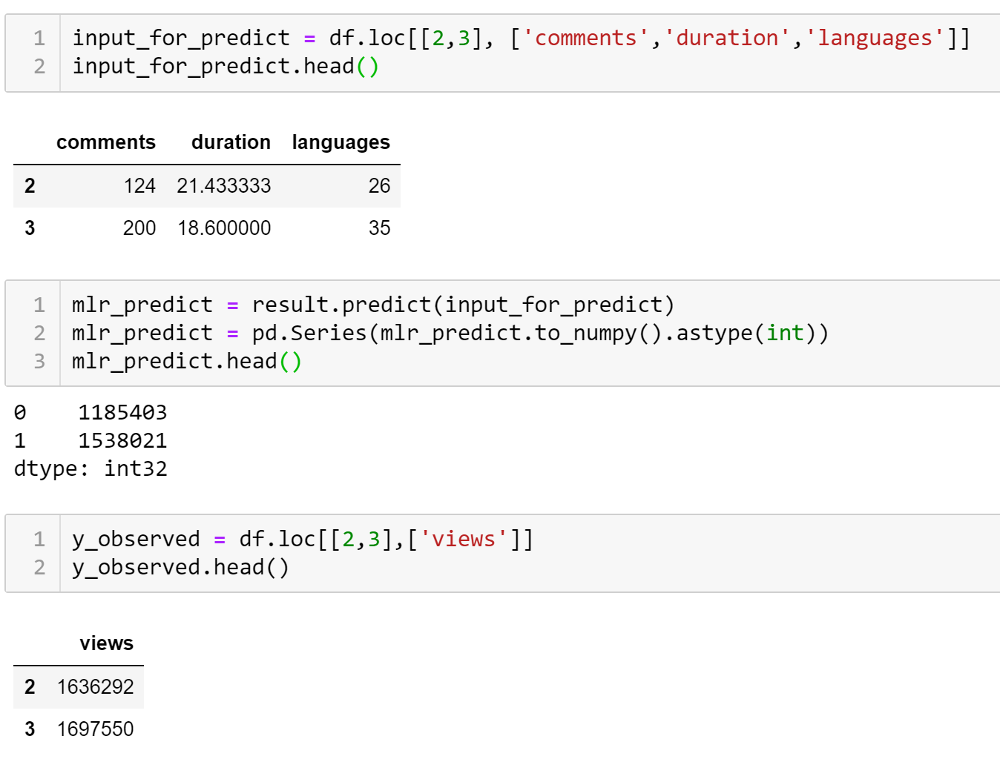 1 input_for_predict = df.loc[[2,3], ['comments','duration','languages']]
2 input_for_predict.head()
comments duration languages
2 124 21.433333 26
3 200 18.600000 35
1 mlr_predict = result.predict(input_for_predict)
2 mlr_predict = pd.Series(mlr_predict.to_numpy().astype(int))
3 mlr_predict.head()
0 1185403
1 1538021
dtype: int32
1 y_observed = df.loc[[2,3],['views']]
2 y_observed.head()
views
2 1636292
3 1697550